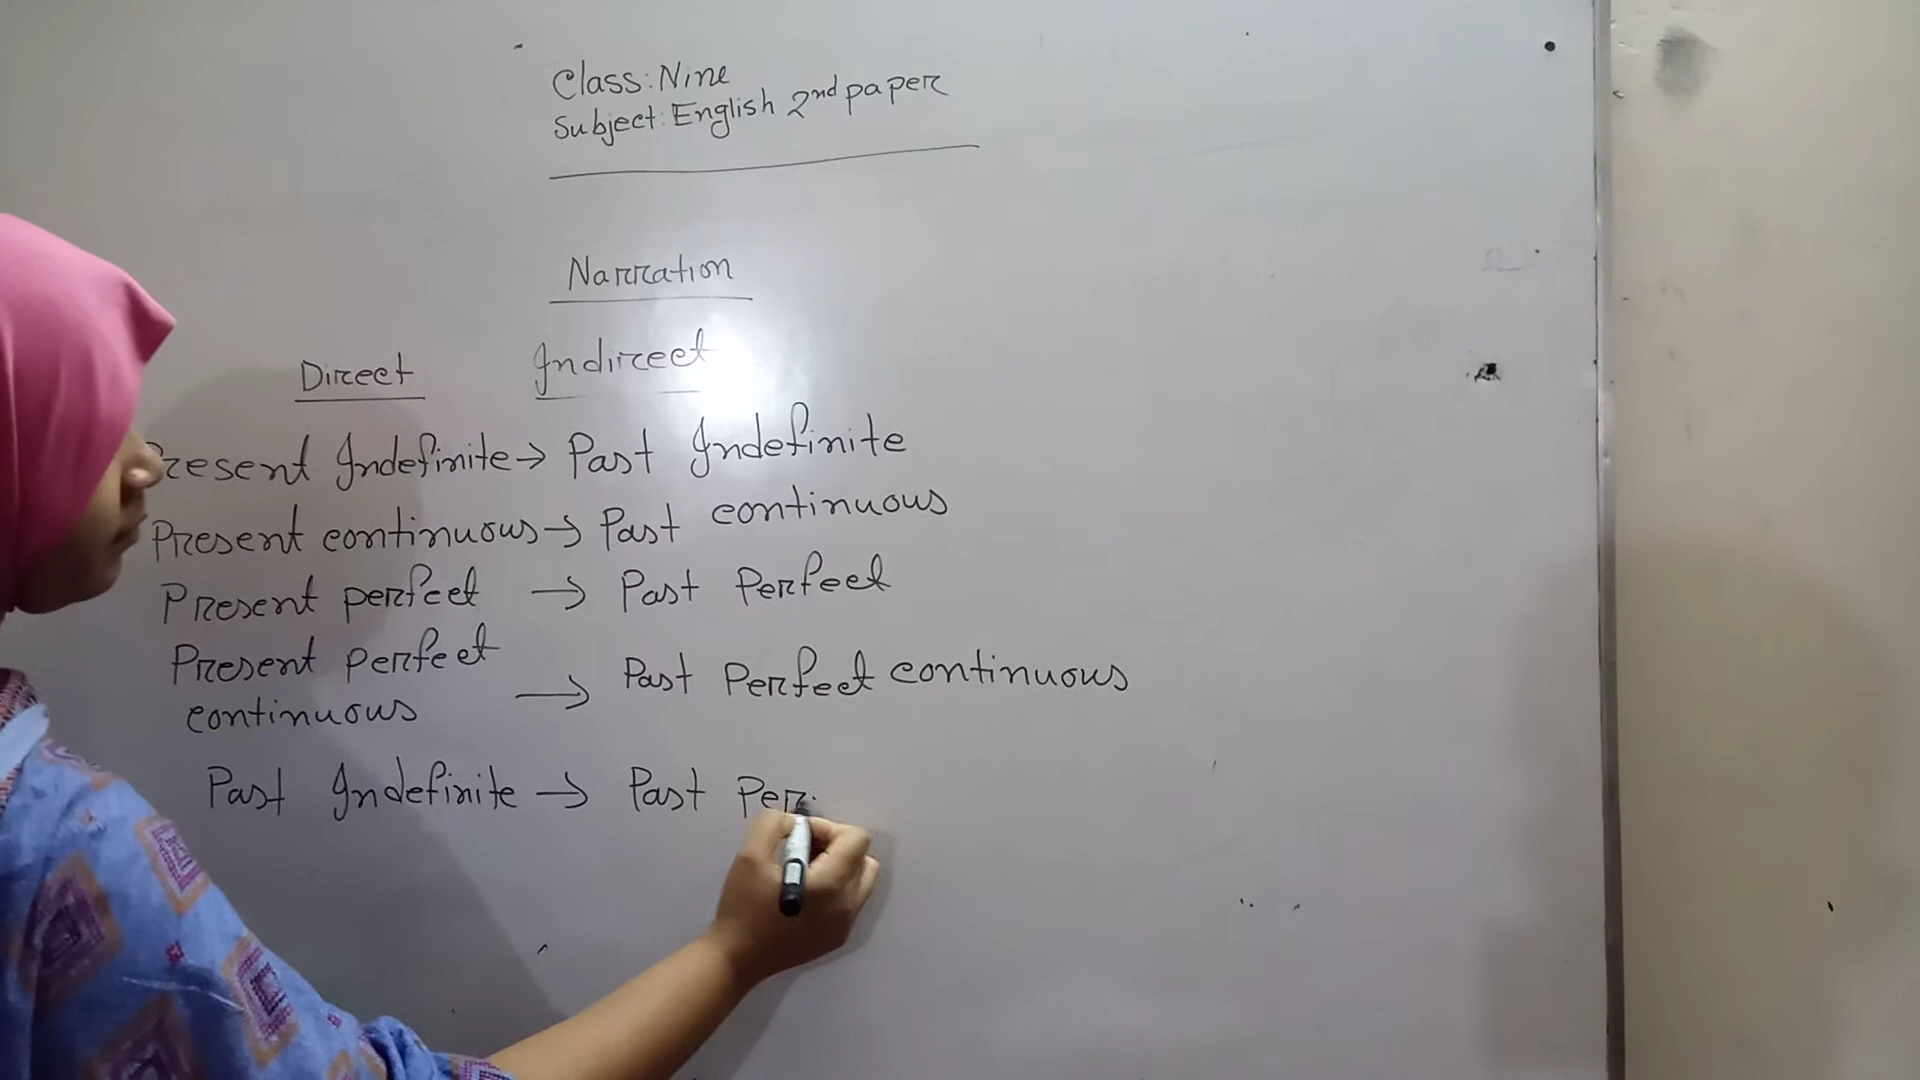 Class: Nine
Subject: English 2nd paper
Narration
Direct Indirect
Present Indefinite → Past Indefinite
Present continuous → Past continuous
Present perfect → Past Perfect
Present perfect
continuous → Past Perfect continuous
Past Indefinite → Past Per